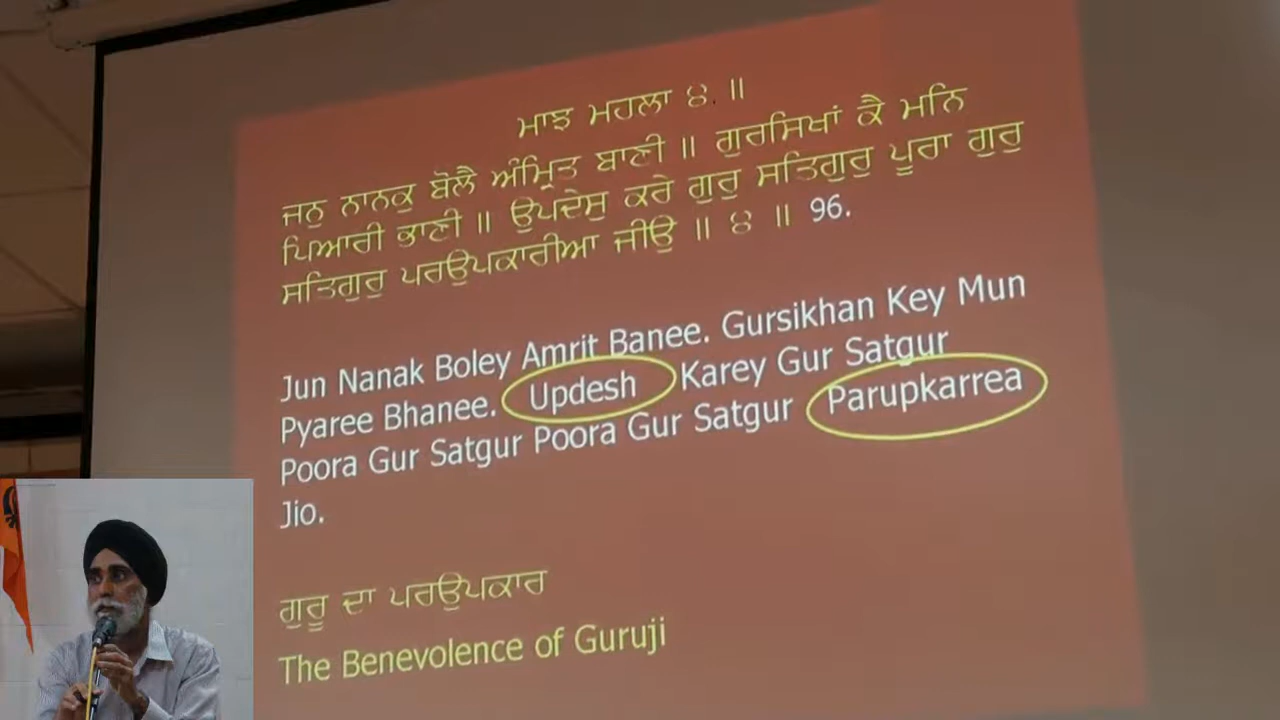 ਮਾਝ ਮਹਲਾ ੪. ॥
ਜਨੁ ਨਾਨਕੁ ਬੋਲੈ ਅੰਮ੍ਰਿਤ ਬਾਣੀ ॥ ਗੁਰਸਿਖਾਂ ਕੈ ਮਨਿ
ਪਿਆਰੀ ਭਾਣੀ ॥ ਉਪਦੇਸੁ ਕਰੇ ਗੁਰੁ ਸਤਿਗੁਰੁ ਪੂਰਾ ਗੁਰੁ
ਸਤਿਗੁਰੁ ਪਰਉਪਕਾਰੀਆ ਜੀਉ ॥ ੪ ॥ 96.
Jun Nanak Boley Amrit Banee. Gursikhan Key Mun
Pyaree Bhanee. Updesh Karey Gur Satgur
Poora Gur Satgur Poora Gur Satgur Parupkarrea
Jio.
ਗੁਰੂ ਦਾ ਪਰਉਪਕਾਰ
The Benevolence of Guruji